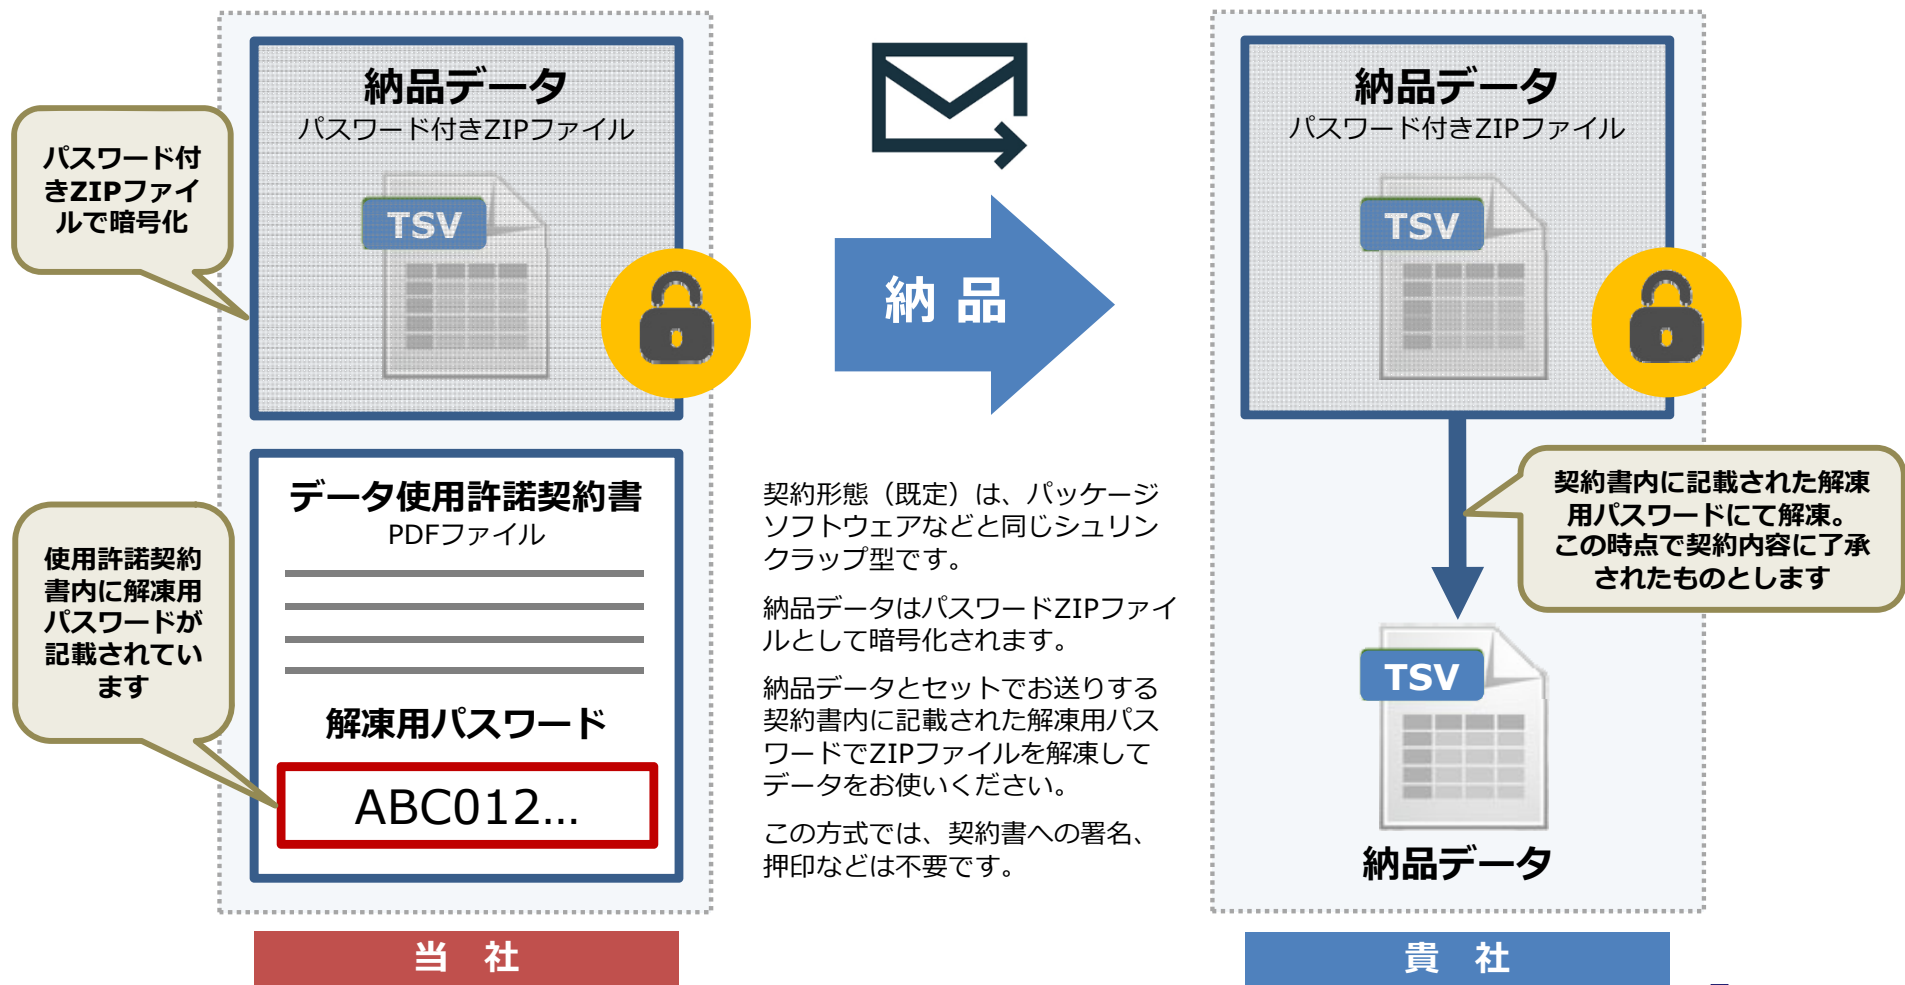 パスワード付
きZIPファイ
ルで暗号化
納品データ
パスワード付きZIPファイル
TSV
使用許諾契約
書内に解凍用
パスワードが
記載されてい
ます
データ使用許諾契約書
PDFファイル
解凍用パスワード
ABC012…
当 社
納 品
契約形態（既定）は、パッケージ
ソフトウェアなどと同じシュリン
クラップ型です。
納品データはパスワードZIPファイ
ルとして暗号化されます。
納品データとセットでお送りする
契約書内に記載された解凍用パス
ワードでZIPファイルを解凍して
データをお使いください。
この方式では、契約書への署名、
押印などは不要です。
納品データ
パスワード付きZIPファイル
TSV
契約書内に記載された解凍
用パスワードにて解凍。
この時点で契約内容に了承
されたものとします
TSV
納品データ
貴 社